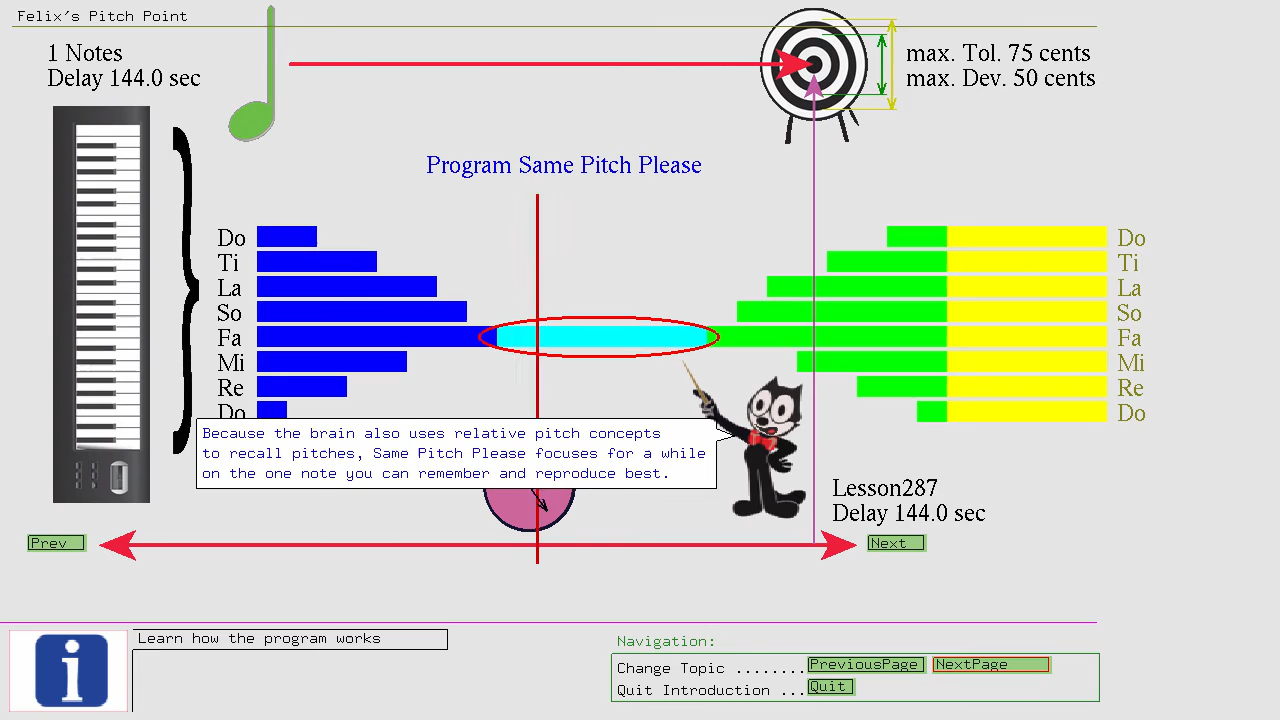 Felix's Pitch Point
1 Notes
Delay 144.0 sec
max. Tol. 75 cents
max. Dev. 50 cents
Program Same Pitch Please
Do Do
Ti Ti
La La
So So
Fa Fa
Mi Mi
Re Re
Do Do
Because the brain also uses relative pitch concepts
to recall pitches, Same Pitch Please focuses for a while
on the one note you can remember and reproduce best.
Lesson287
Delay 144.0 sec
Prev
Next
Learn how the program works
Navigation:
Change Topic ........PreviousPage NextPage
Quit Introduction ...Quit